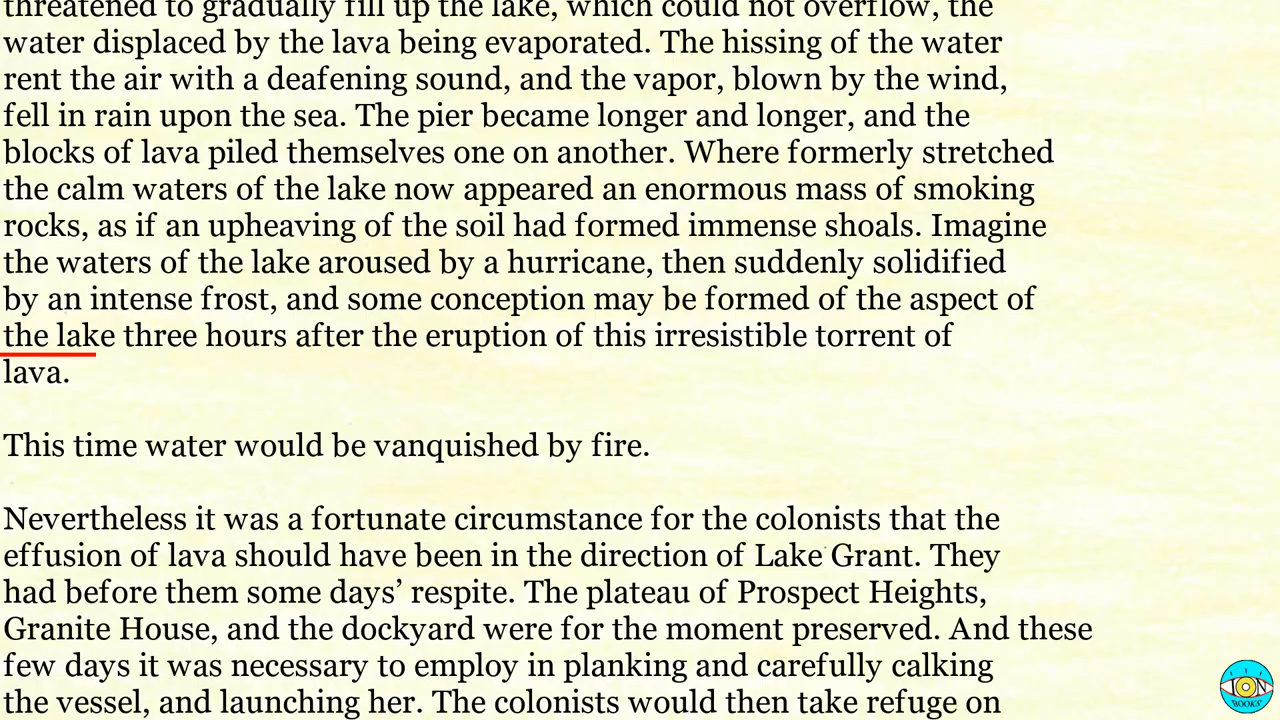 threatened to gradually fill up the lake, which could not overflow, the
water displaced by the lava being evaporated. The hissing of the water
rent the air with a deafening sound, and the vapor, blown by the wind,
fell in rain upon the sea. The pier became longer and longer, and the
blocks of lava piled themselves one on another. Where formerly stretched
the calm waters of the lake now appeared an enormous mass of smoking
rocks, as if an upheaving of the soil had formed immense shoals. Imagine
the waters of the lake aroused by a hurricane, then suddenly solidified
by an intense frost, and some conception may be formed of the aspect of
the lake three hours after the eruption of this irresistible torrent of
lava.
This time water would be vanquished by fire.
Nevertheless it was a fortunate circumstance for the colonists that the
effusion of lava should have been in the direction of Lake Grant. They
had before them some days’ respite. The plateau of Prospect Heights,
Granite House, and the dockyard were for the moment preserved. And these
few days it was necessary to employ in planking and carefully calking
the vessel, and launching her. The colonists would then take refuge on
ION
BOOKS